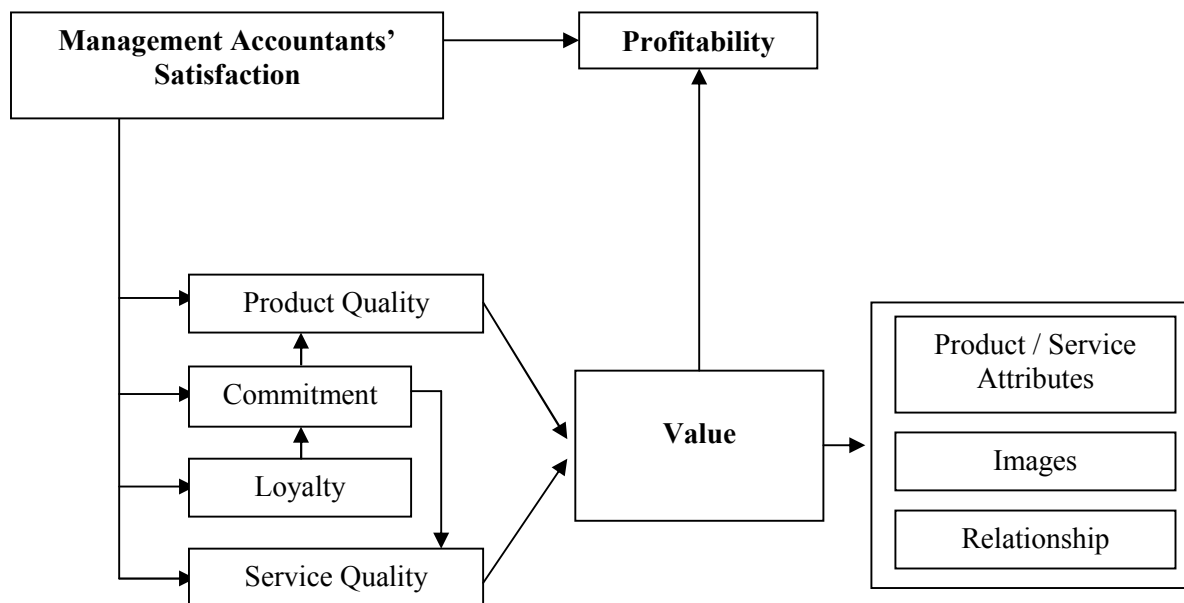 Management Accountants’
Satisfaction
Profitability
Product Quality
Commitment
Loyalty
Service Quality
Value
Product / Service
Attributes
Images
Relationship